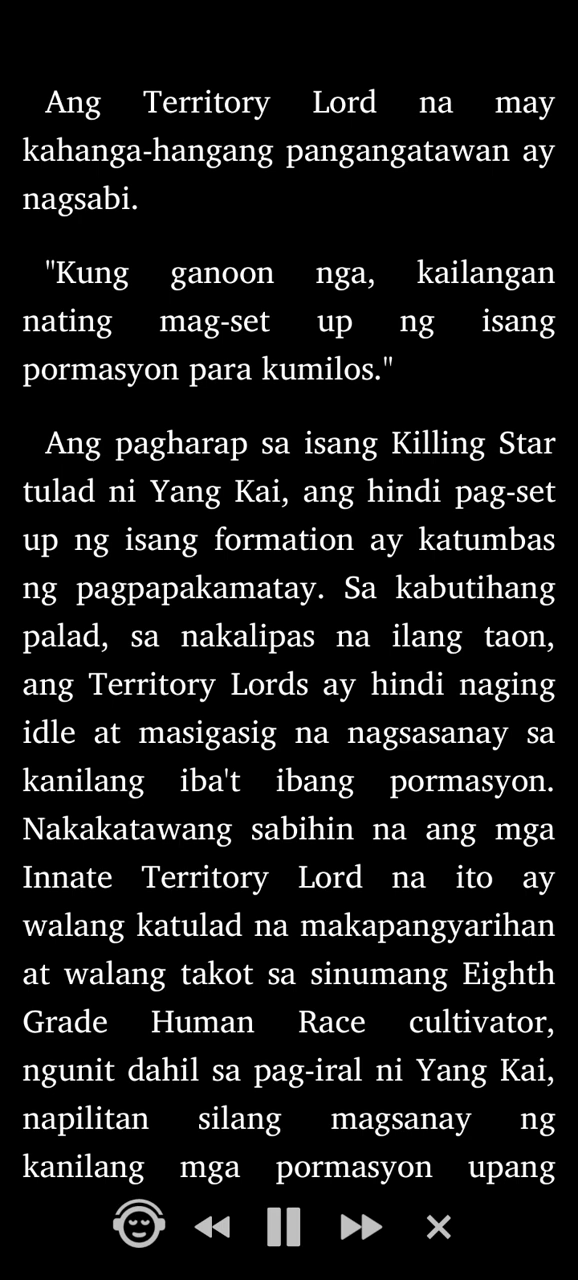 Ang Territory Lord na may
kahanga-hangang pangangatawan ay
nagsabi.
"Kung ganoon nga, kailangan
nating mag-set up ng isang
pormasyon para kumilos."
Ang pagharap sa isang Killing Star
tulad ni Yang Kai, ang hindi pag-set
up ng isang formation ay katumbas
ng pagpapakamatay. Sa kabutihang
palad, sa nakalipas na ilang taon,
ang Territory Lords ay hindi naging
idle at masigasig na nagsasanay sa
kanilang iba't ibang pormasyon.
Nakakatawang sabihin na ang mga
Innate Territory Lord na ito ay
walang katulad na makapangyarihan
at walang takot sa sinumang Eighth
Grade Human Race cultivator,
ngunit dahil sa pag-iral ni Yang Kai,
napilitan silang magsanay ng
kanilang mga pormasyon upang